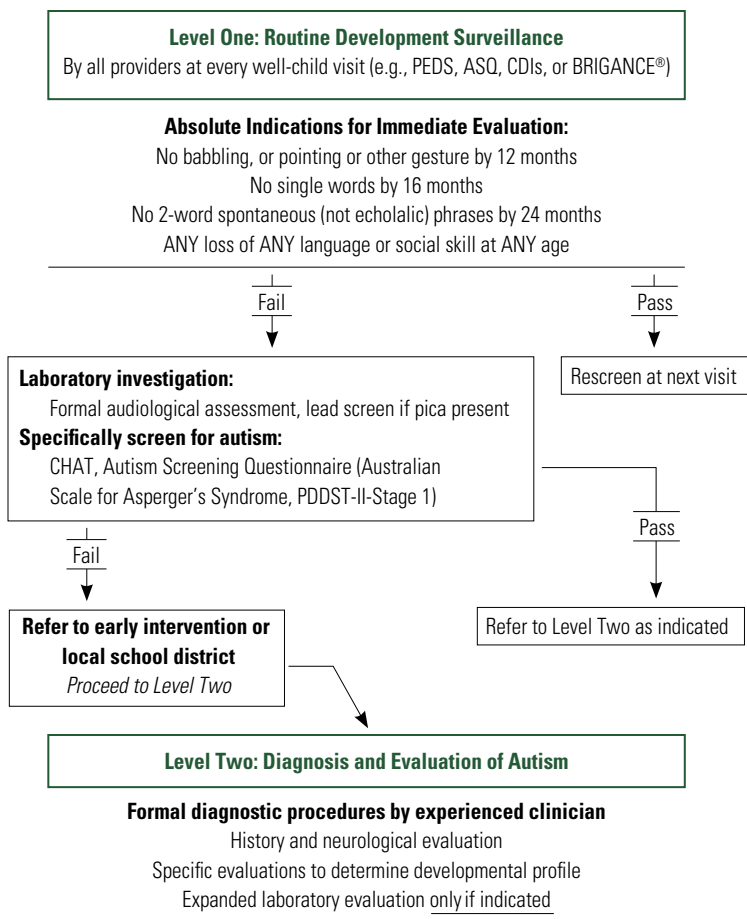 Level One: Routine Development Surveillance
By all providers at every well-child visit (e.g., PEDS, ASQ, CDIs, or BRIGANCE®)
Absolute Indications for Immediate Evaluation:
No babbling, or pointing or other gesture by 12 months
No single words by 16 months
No 2-word spontaneous (not echolalic) phrases by 24 months
ANY loss of ANY language or social skill at ANY age
Fail
Pass
Laboratory investigation:
Formal audiological assessment, lead screen if pica present
Specifically screen for autism:
CHAT, Autism Screening Questionnaire (Australian
Scale for Asperger's Syndrome, PDDST-II-Stage 1)
Rescreen at next visit
Fail
Pass
Refer to early intervention or
local school district
Proceed to Level Two
Refer to Level Two as indicated
Level Two: Diagnosis and Evaluation of Autism
Formal diagnostic procedures by experienced clinician
History and neurological evaluation
Specific evaluations to determine developmental profile
Expanded laboratory evaluation only if indicated